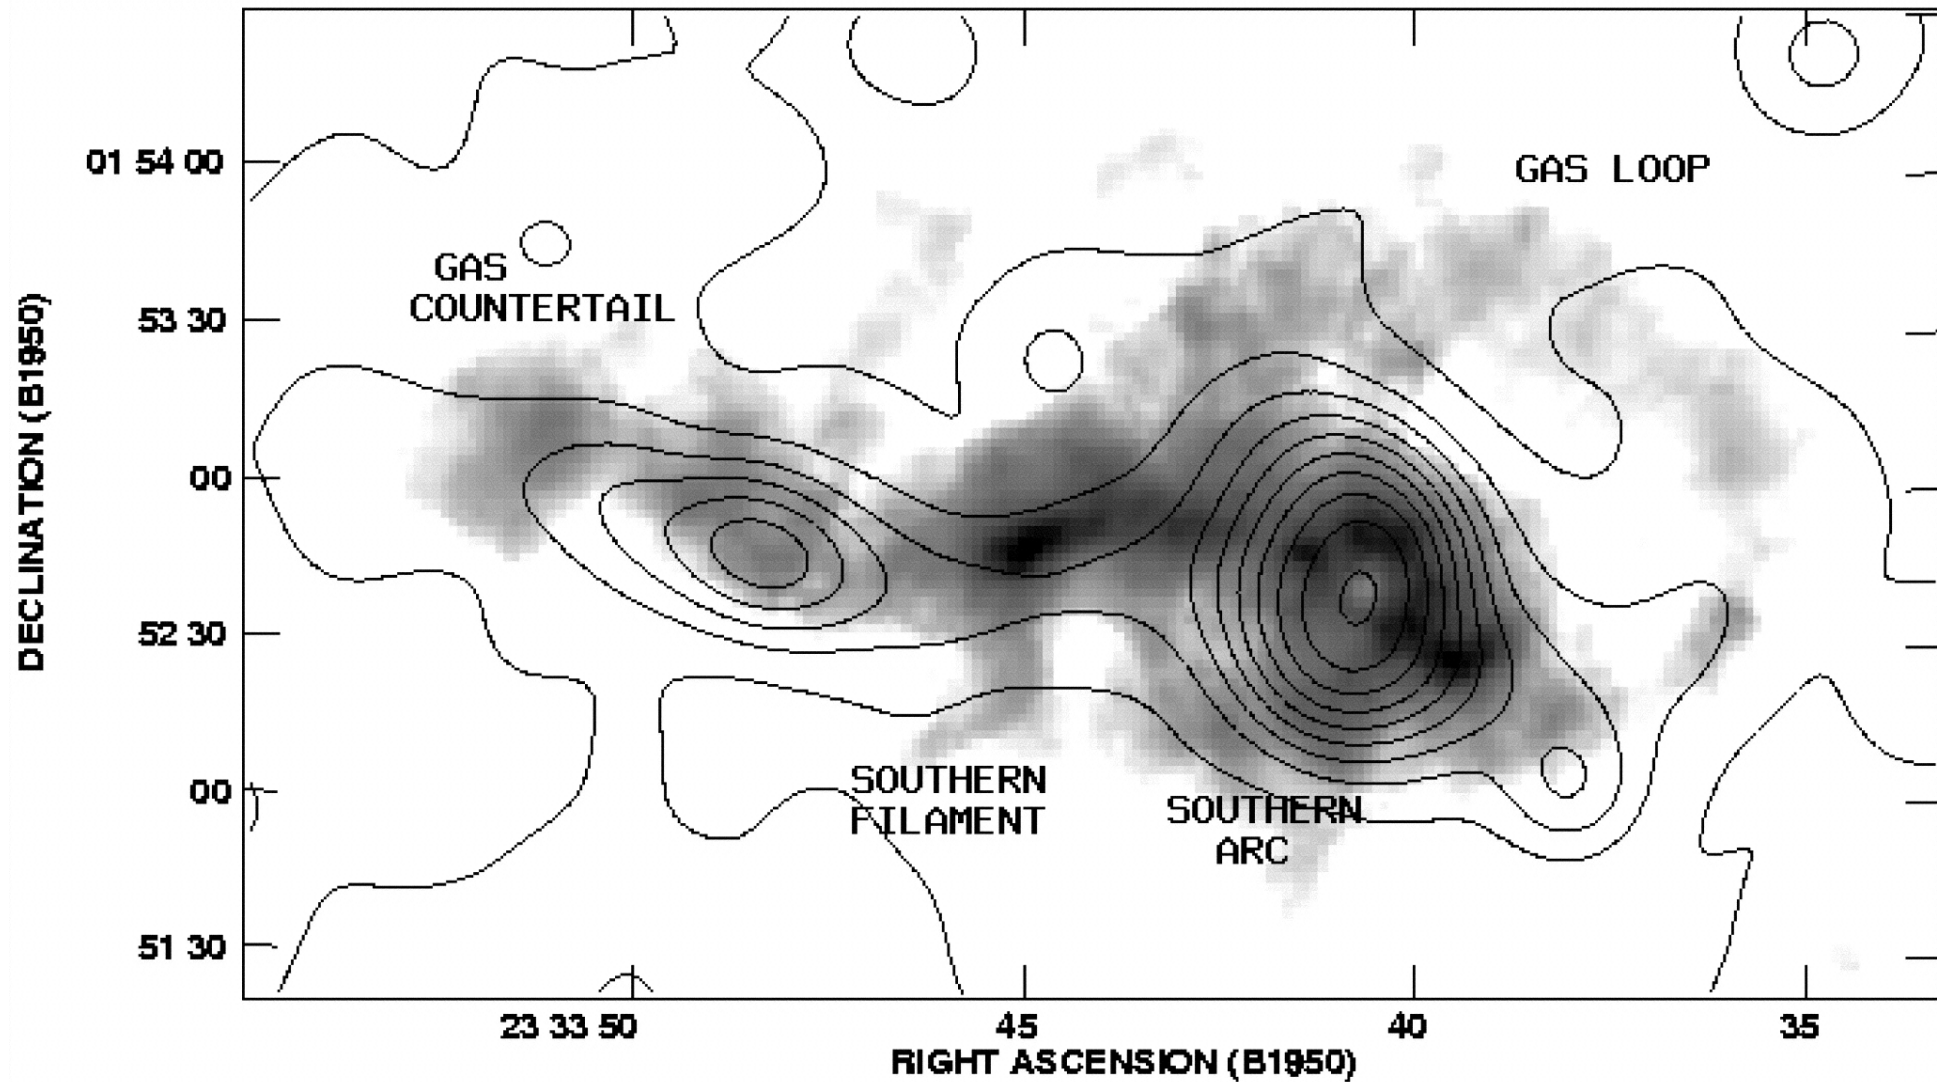 GAS LOOP
01 54 00
GAS
COUNTERTAIL
53 30
DECLINATION (B1950)
00
52 30
00
SOUTHERN
FILAMENT
SOUTHERN
ARC
51 30
23 33 50
45
40
35
RIGHT ASCENSION (B1950)